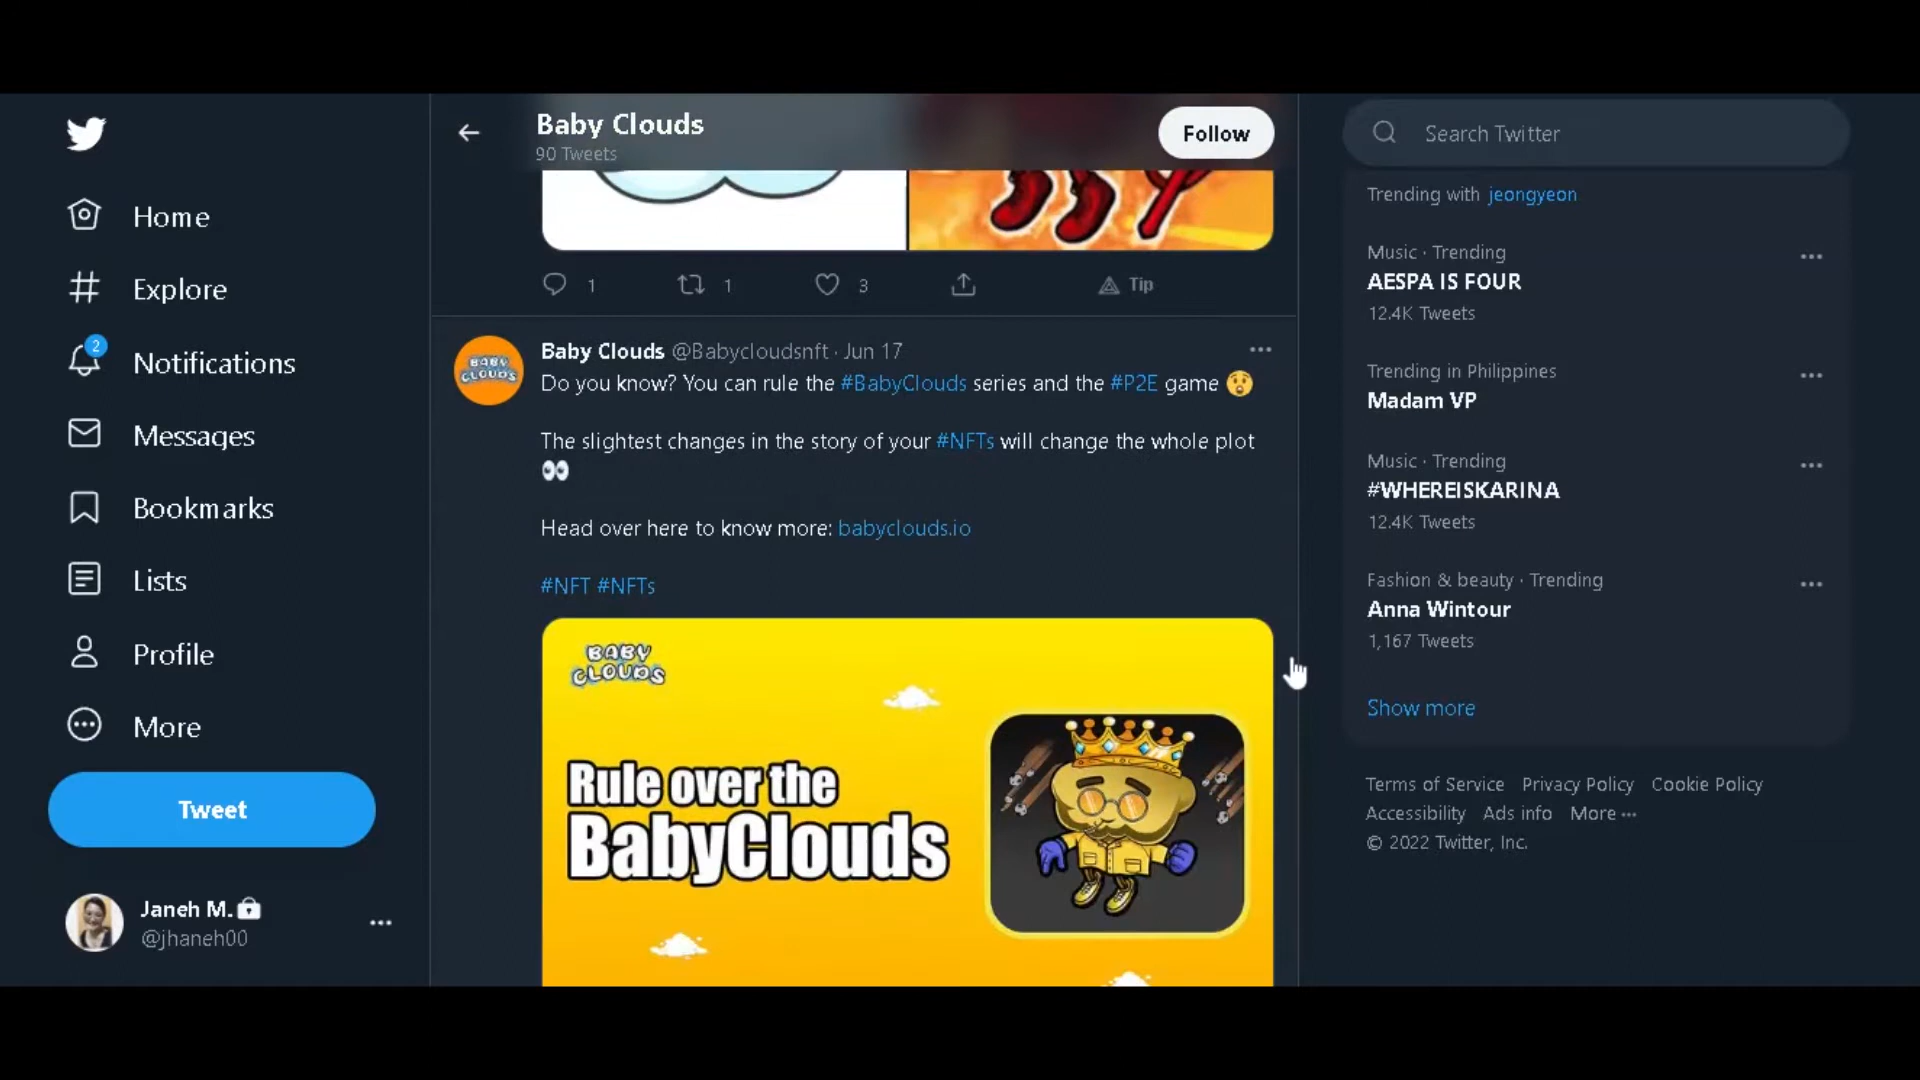 Home
Explore
2
Notifications
Messages
Bookmarks
Lists
Profile
More
Tweet
Janeh M.
@jhaneh00
Baby Clouds
90 Tweets
Follow
1
1
3
Tip
BABY
CLOUDS
Baby Clouds @Babycloudsnft · Jun 17
Do you know? You can rule the #BabyClouds series and the #P2E game
The slightest changes in the story of your #NFTs will change the whole plot
Head over here to know more: babyclouds.io
#NFT #NFTs
BABY
CLOUDS
Rule over the
BabyClouds
Search Twitter
Trending with jeongyeon
Music · Trending
AESPA IS FOUR
12.4K Tweets
Trending in Philippines
Madam VP
Music · Trending
#WHEREISKARINA
12.4K Tweets
Fashion & beauty · Trending
Anna Wintour
1,167 Tweets
Show more
Terms of Service Privacy Policy Cookie Policy
Accessibility Ads info More ···
© 2022 Twitter, Inc.